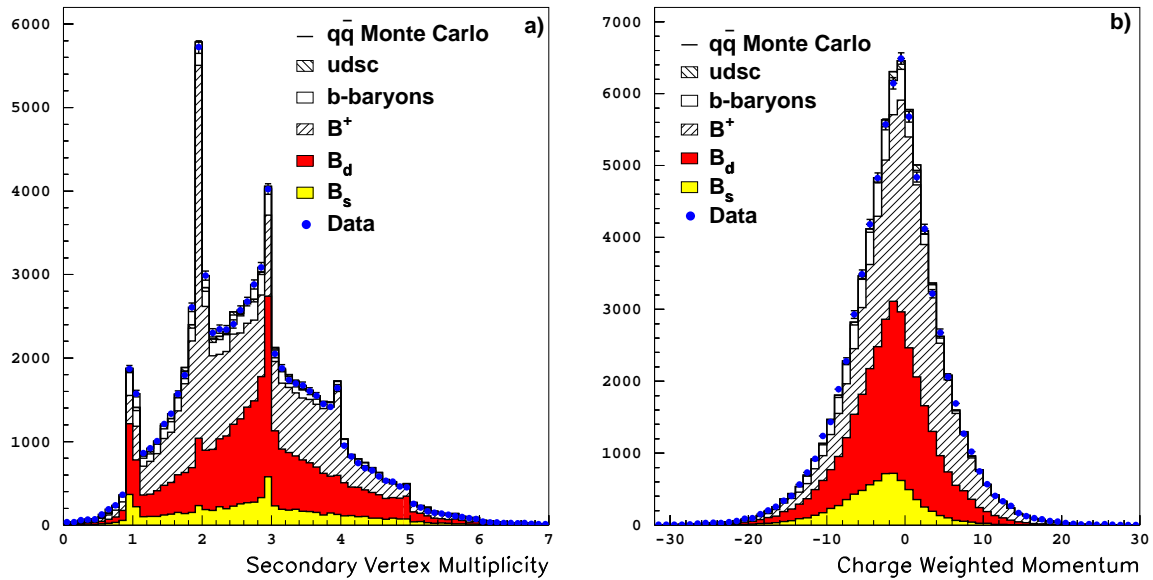 a)
qq̄ Monte Carlo
udsc
b-baryons
B+
Bd
Bs
Data
6000
5000
4000
3000
2000
1000
0
0 1 2 3 4 5 6 7
Secondary Vertex Multiplicity
b)
qq̄ Monte Carlo
udsc
b-baryons
B+
Bd
Bs
Data
7000
6000
5000
4000
3000
2000
1000
0
-30 -20 -10 0 10 20 30
Charge Weighted Momentum